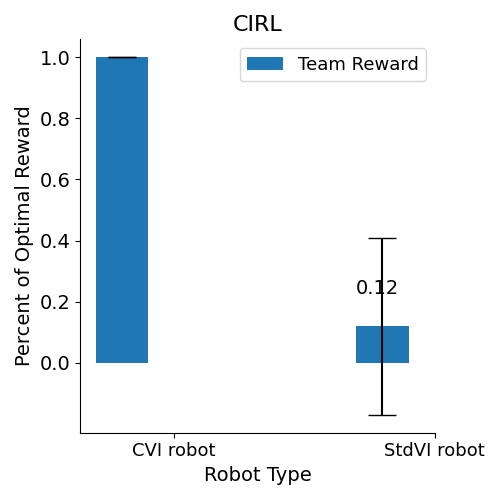 CIRL
Team Reward
Percent of Optimal Reward
1.0
0.8
0.6
0.4
0.2
0.0
0.12
CVI robot
StdVI robot
Robot Type